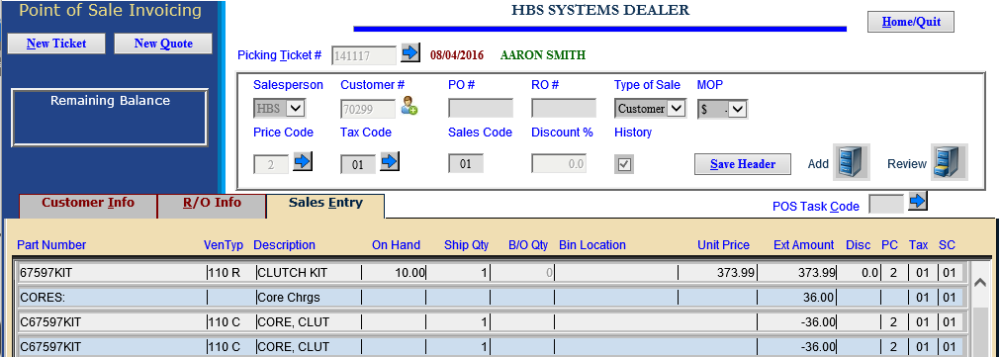 Point of Sale Invoicing
HBS SYSTEMS DEALER
Home/Quit
New Ticket
New Quote
Picking Ticket # 141117 08/04/2016 AARON SMITH
Remaining Balance
Salesperson Customer # PO # RO # Type of Sale MOP
HBS 70299 Customer $ -
Price Code Tax Code Sales Code Discount % History
2 01 01 0.0 Save Header Add Review
Customer Info R/O Info Sales Entry
POS Task Code
Part Number VenTyp Description On Hand Ship Qty B/O Qty Bin Location Unit Price Ext Amount Disc PC Tax SC
67597KIT 110 R CLUTCH KIT 10.00 1 0 373.99 373.99 0.0 2 01 01
CORES: Core Chrgs 36.00 01 01
C67597KIT 110 C CORE, CLUT 1 -36.00 2 01 01
C67597KIT 110 C CORE, CLUT 1 -36.00 2 01 01